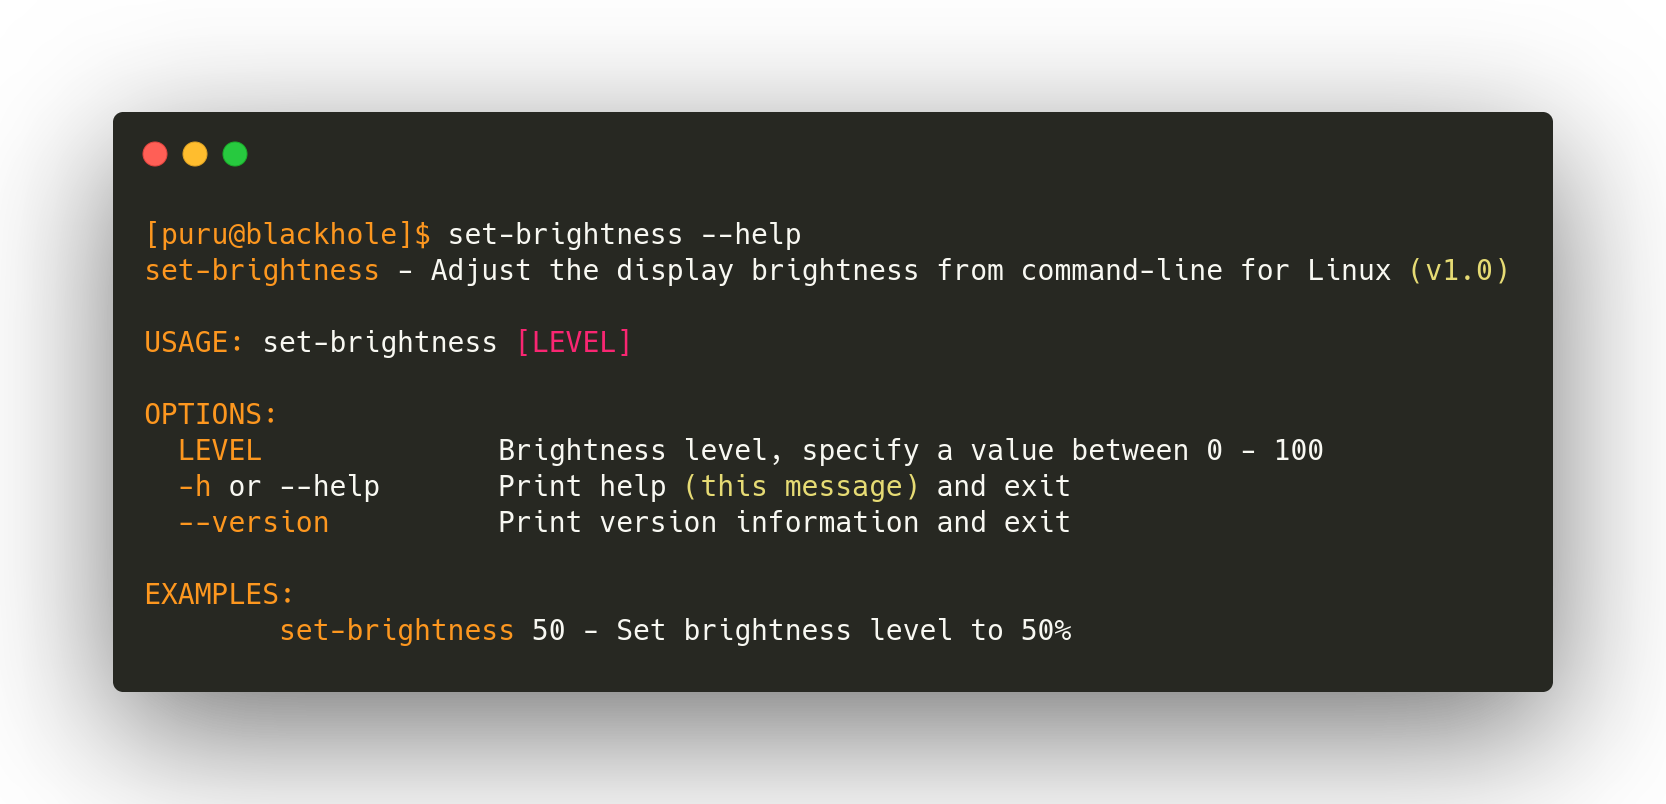 [puru@blackhole]$ set-brightness --help
set-brightness - Adjust the display brightness from command-line for Linux (v1.0)
USAGE: set-brightness [LEVEL]
OPTIONS:
LEVEL Brightness level, specify a value between 0 - 100
-h or --help Print help (this message) and exit
--version Print version information and exit
EXAMPLES:
set-brightness 50 - Set brightness level to 50%